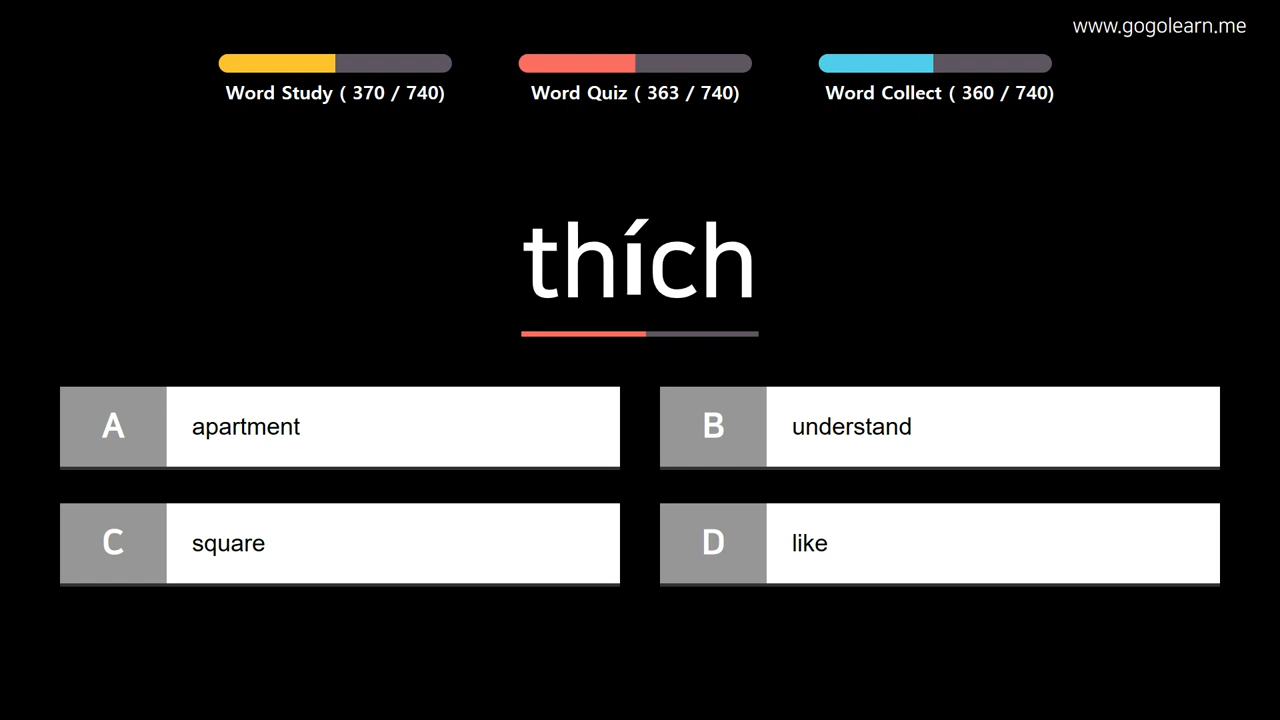 www.gogolearn.me
Word Study ( 370 / 740)
Word Quiz ( 363 / 740)
Word Collect ( 360 / 740)
thích
A apartment
B understand
C square
D like